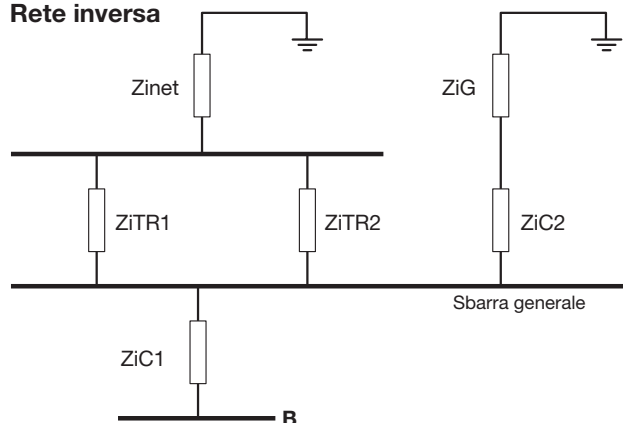 Rete inversa
Zinet
ZiG
ZiTR1
ZiTR2
ZiC2
Sbarra generale
ZiC1
B